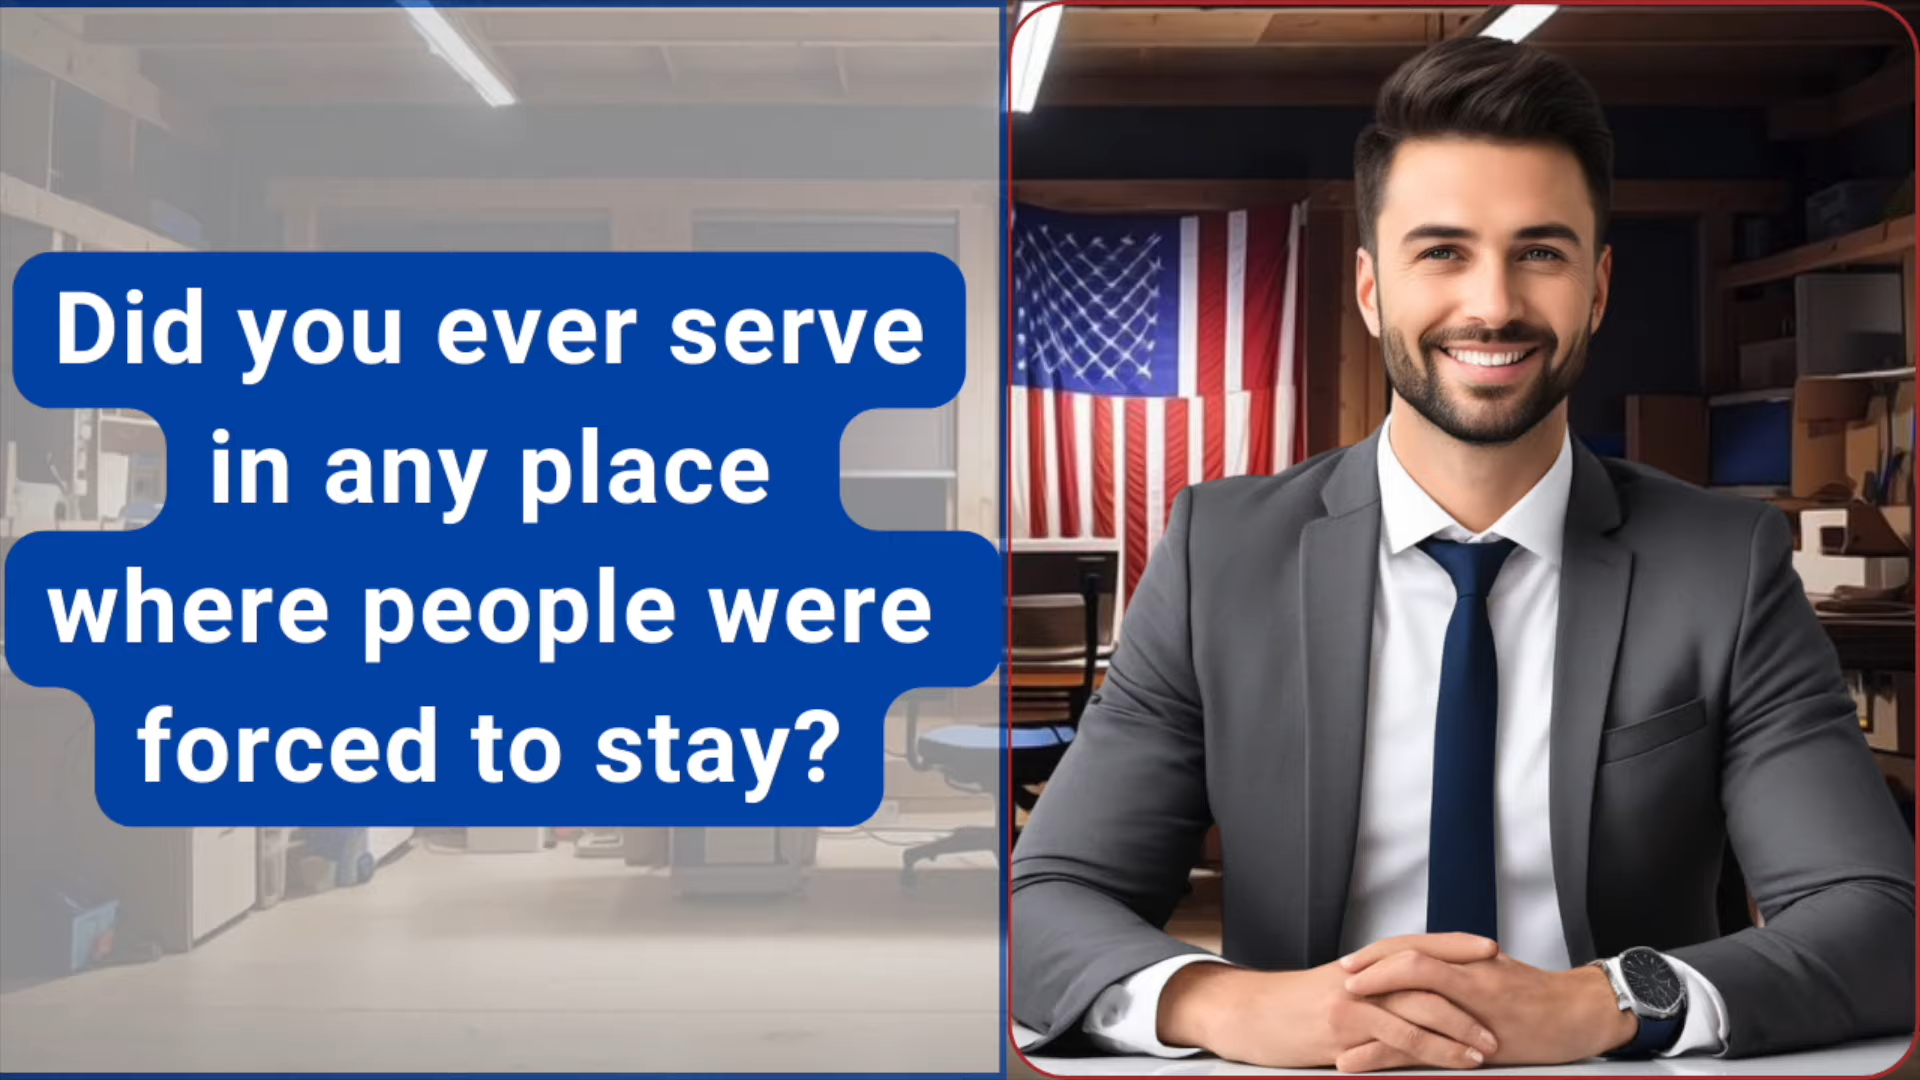 Did you ever serve
in any place
where people were
forced to stay?